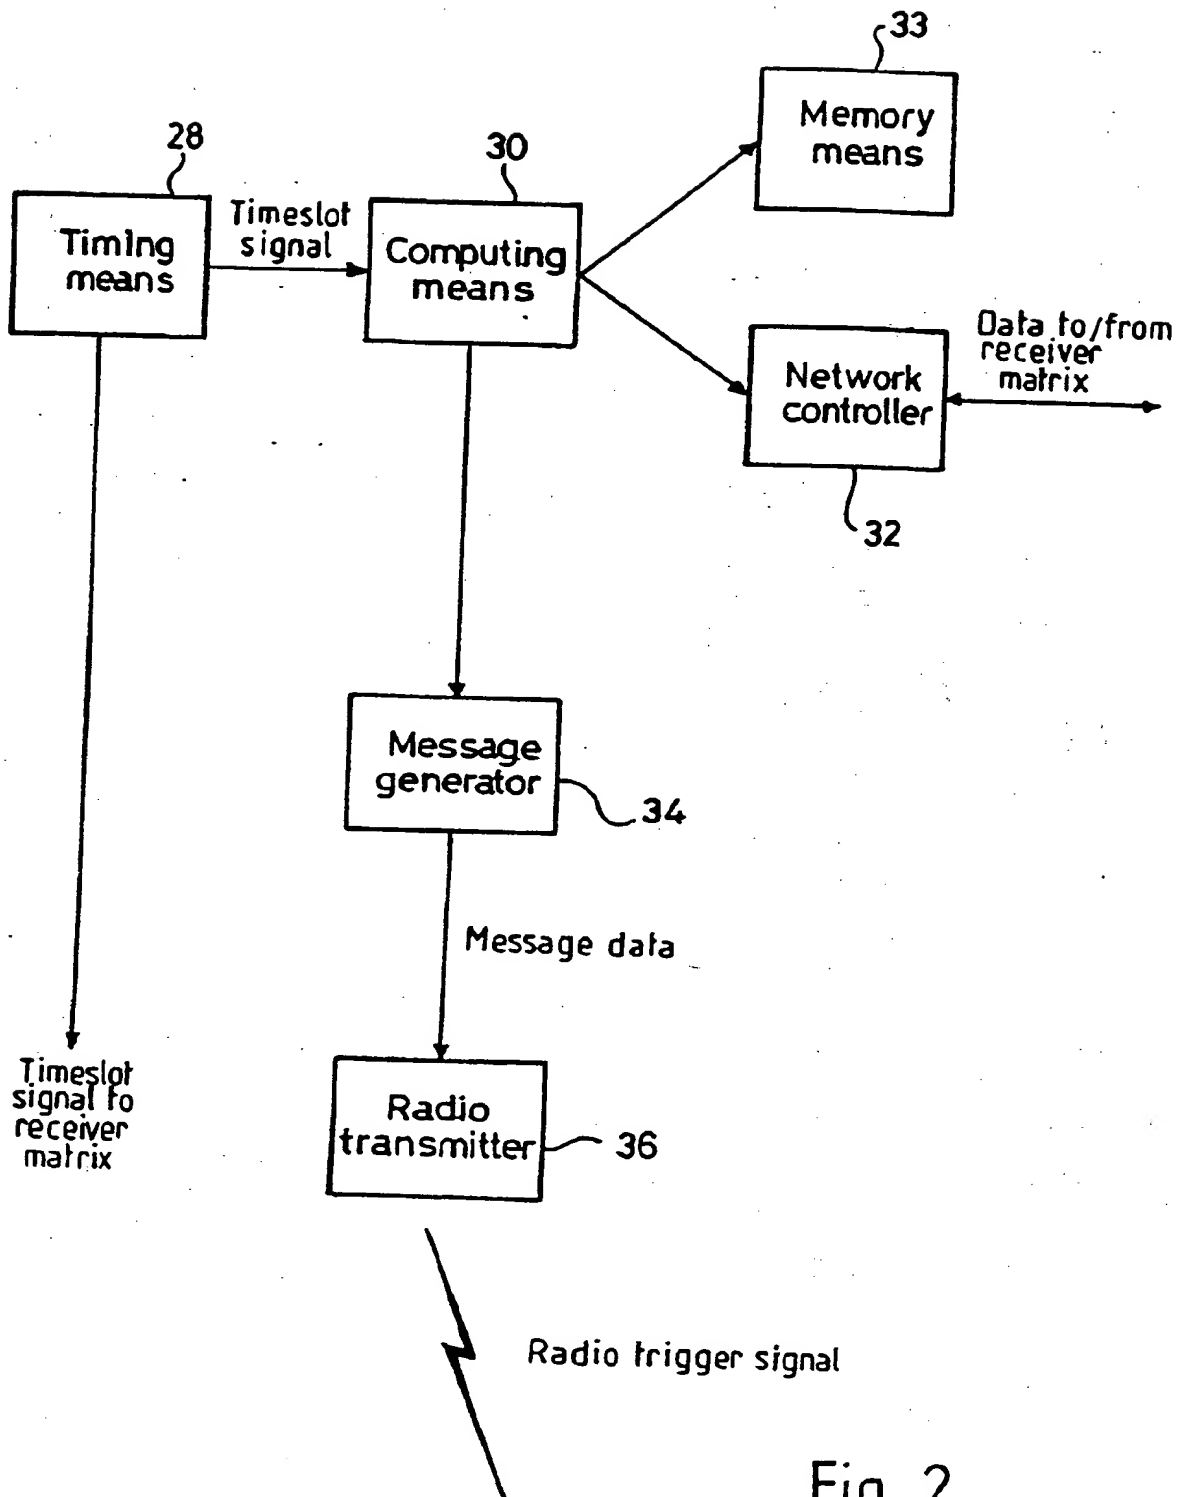 33
Memory
means
28
30
Timeslot
signal
Timing
means
Computing
means
Data to/from
receiver
matrix
Network
controller
32
Message
generator
34
Message data
Timeslot
signal to
receiver
matrix
Radio
transmitter
36
Radio trigger signal
Fig. 2